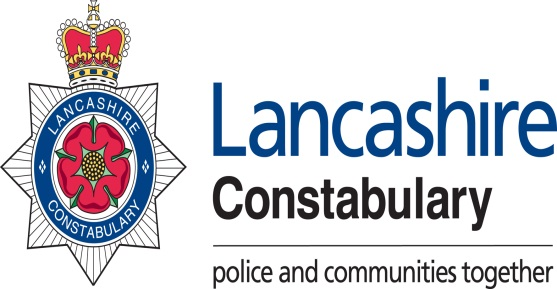 LANCASHIRE
CONSTABULARY
Lancashire
Constabulary
police and communities together